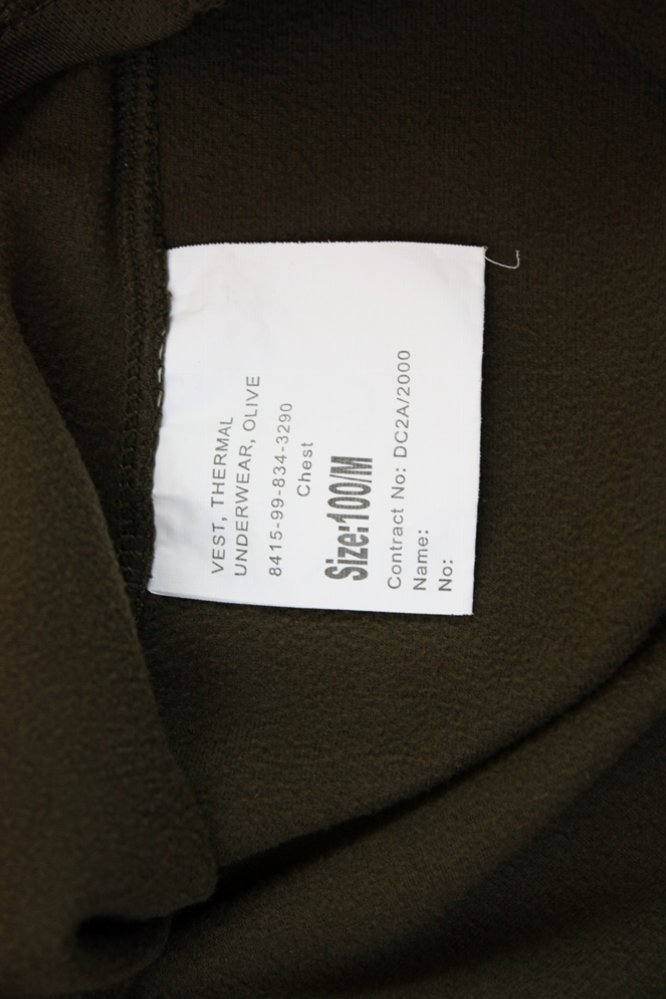 VEST, THERMAL
UNDERWEAR, OLIVE
8415-99-834-3290
Chest
Size:100/M
Contract No: DC2A/2000
Name:
No: